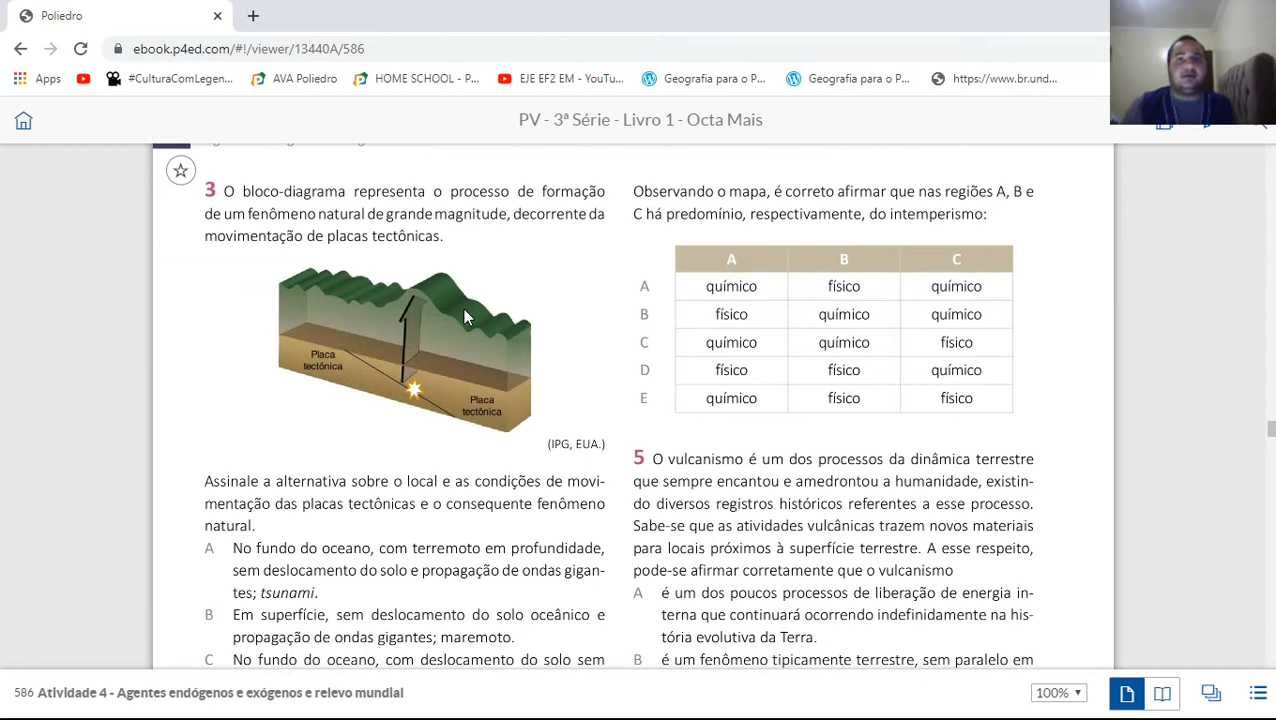 Poliedro
ebook.p4ed.com/#!/viewer/13440A/586
Apps
#CulturaComLegen...
AVA Poliedro
HOME SCHOOL - P...
EJE EF2 EM - YouTu...
Geografia para o P...
Geografia para o P...
https://www.br.und...
PV - 3ª Série - Livro 1 - Octa Mais
3 O bloco-diagrama representa o processo de formação
de um fenômeno natural de grande magnitude, decorrente da
movimentação de placas tectônicas.
Placa
tectônica
Placa
tectônica
(IPG, EUA.)
Assinale a alternativa sobre o local e as condições de movi-
mentação das placas tectônicas e o consequente fenômeno
natural.
A No fundo do oceano, com terremoto em profundidade,
sem deslocamento do solo e propagação de ondas gigan-
tes; tsunami.
B Em superfície, sem deslocamento do solo oceânico e
propagação de ondas gigantes; maremoto.
C No fundo do oceano, com deslocamento do solo sem
Observando o mapa, é correto afirmar que nas regiões A, B e
C há predomínio, respectivamente, do intemperismo:
A B C
A químico físico químico
B físico químico químico
C químico químico físico
D físico físico químico
E químico físico físico
5 O vulcanismo é um dos processos da dinâmica terrestre
que sempre encantou e amedrontou a humanidade, existin-
do diversos registros históricos referentes a esse processo.
Sabe-se que as atividades vulcânicas trazem novos materiais
para locais próximos à superfície terrestre. A esse respeito,
pode-se afirmar corretamente que o vulcanismo
A é um dos poucos processos de liberação de energia in-
terna que continuará ocorrendo indefinidamente na his-
tória evolutiva da Terra.
B é um fenômeno tipicamente terrestre, sem paralelo em
586 Atividade 4 - Agentes endógenos e exógenos e relevo mundial
100%